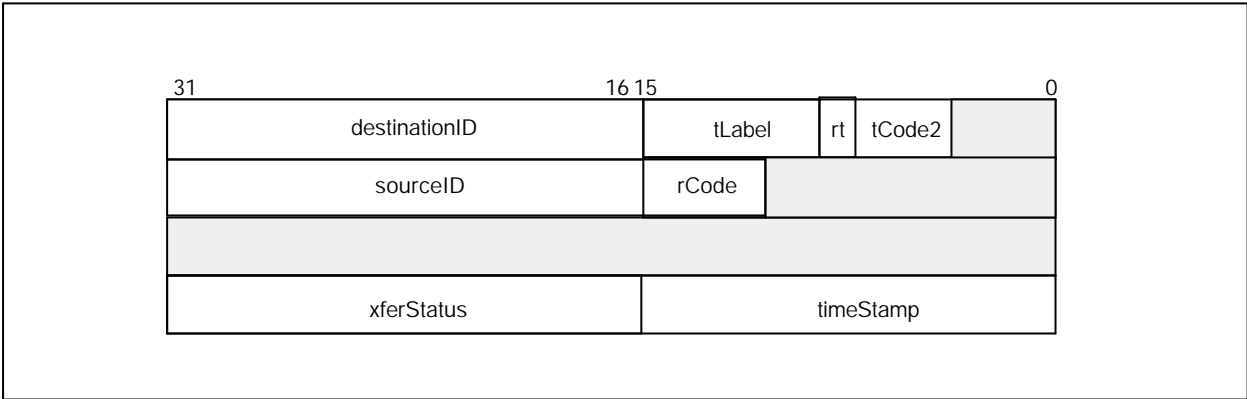 31 16 15 0
destinationID tLabel rt tCode2
sourceID rCode
xferStatus timeStamp